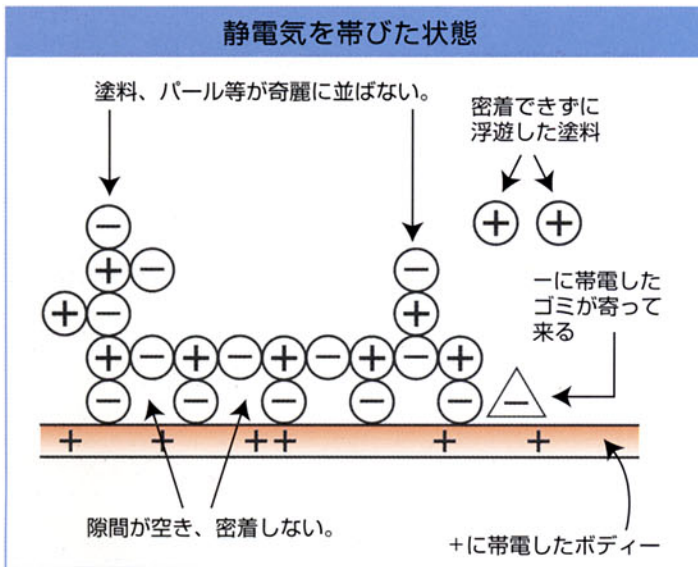 静電気を帯びた状態
塗料、パール等が奇麗に並ばない。
密着できずに
浮遊した塗料
－に帯電した
ゴミが寄って
来る
隙間が空き、密着しない。
＋に帯電したボディー